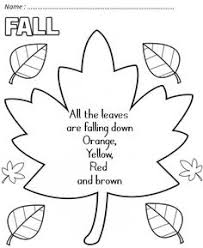 Name :
FALL
All the leaves
are falling down
Orange,
Yellow,
Red
and brown